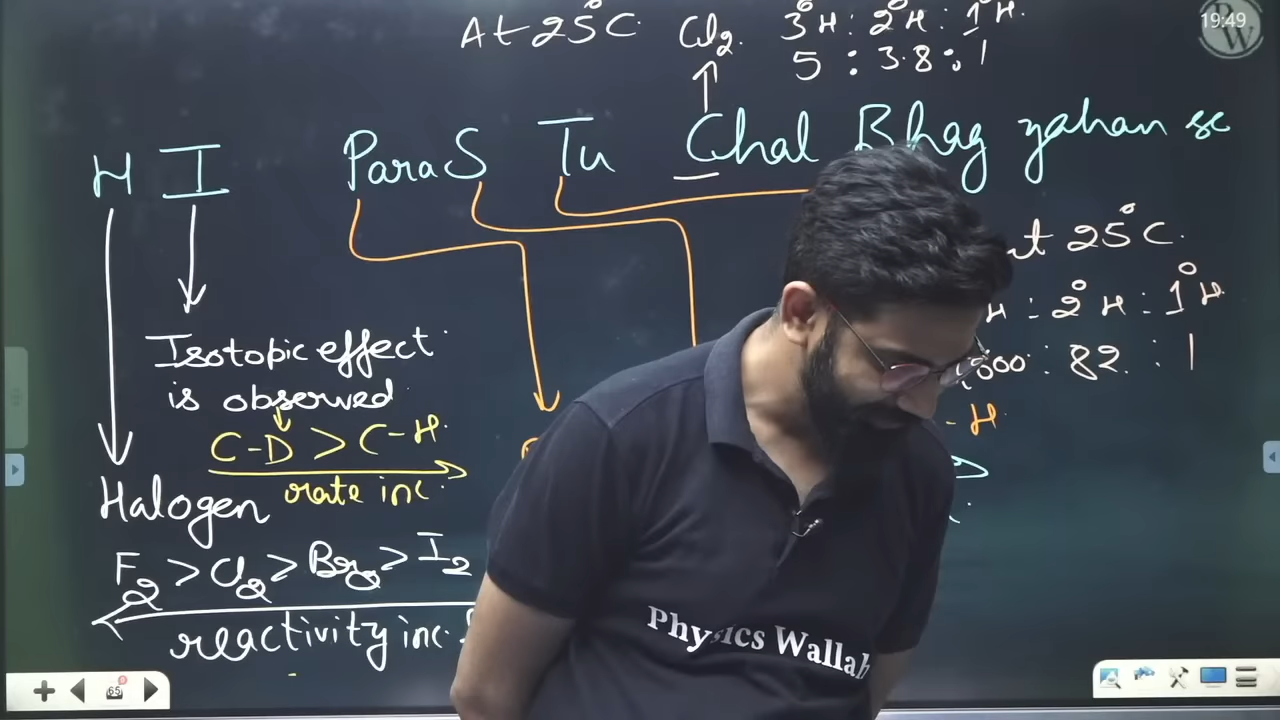 19:49
At 25°C Cl2 3°H : 2°H : 1°H.
5 : 3.8 : 1
H I ParaS Tu Chal Bhag yahan se
at 25°C.
H : 2°H : 1°H
82 : 1
Isotopic effect
is observed
C-D > C-H.
rate inc.
- H
Halogen
F2 > Cl2 > Br2 > I2
reactivity inc.
Physics Wallah
65